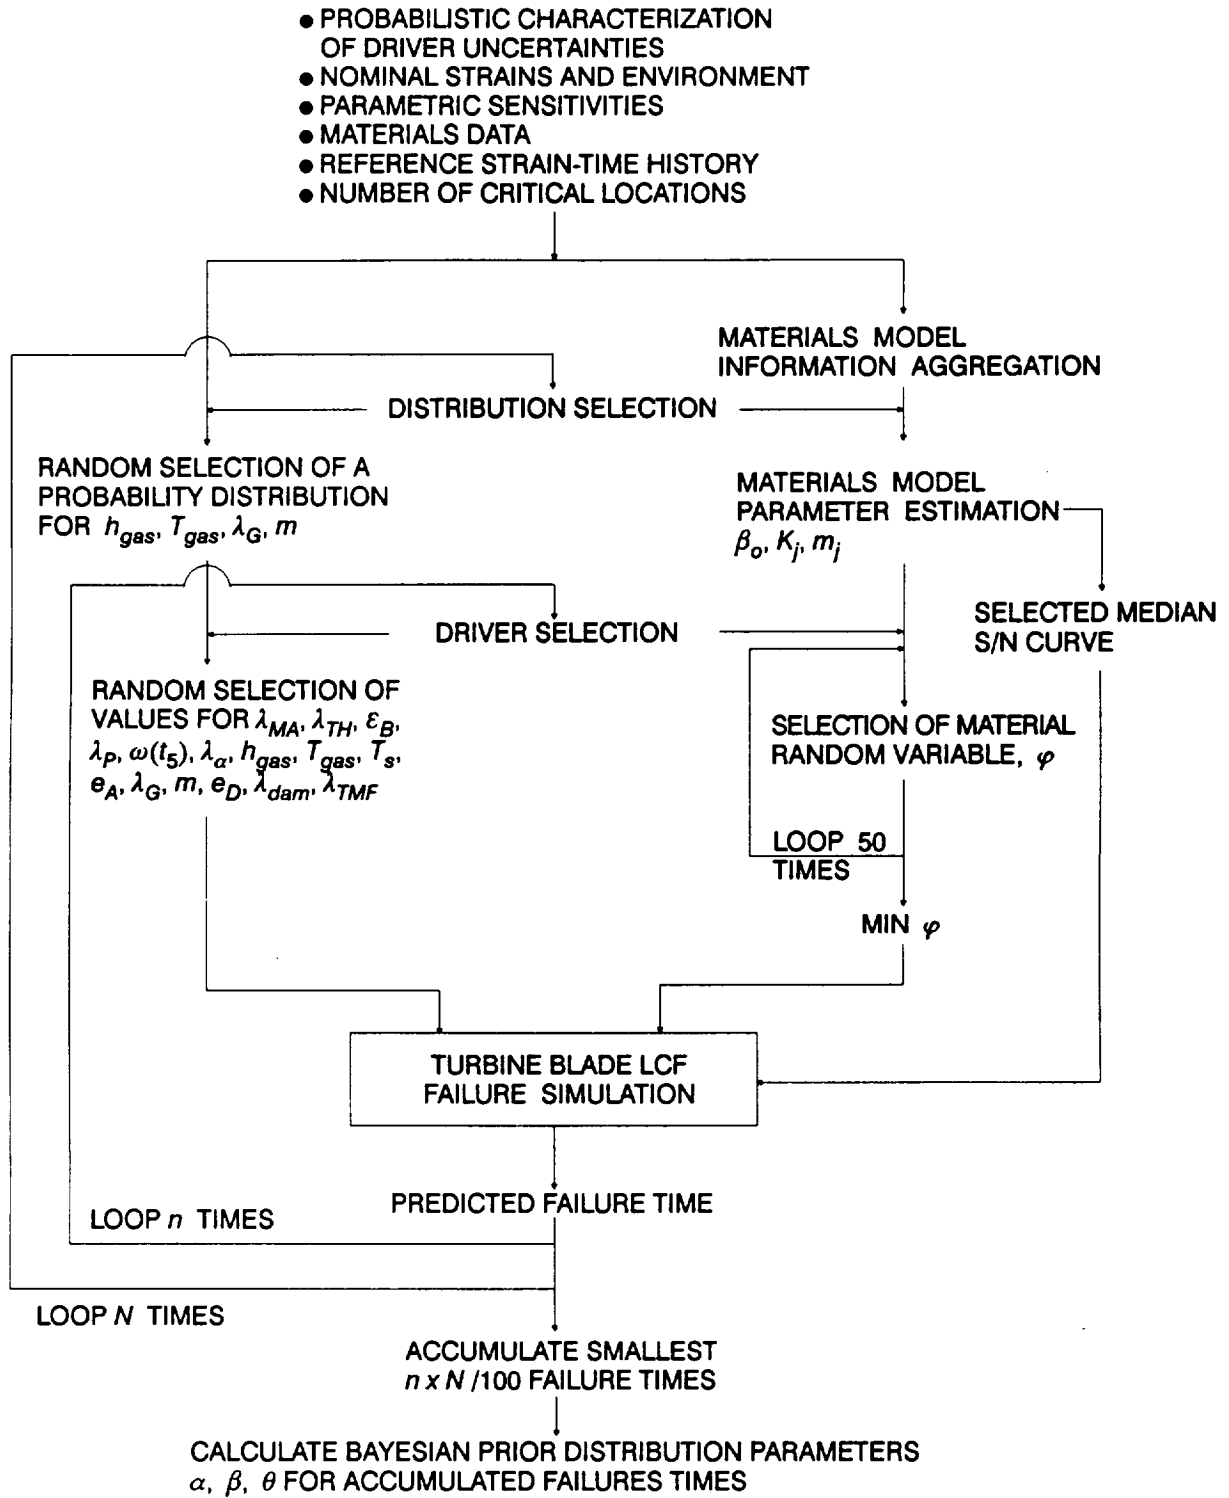 ● PROBABILISTIC CHARACTERIZATION
OF DRIVER UNCERTAINTIES
● NOMINAL STRAINS AND ENVIRONMENT
● PARAMETRIC SENSITIVITIES
● MATERIALS DATA
● REFERENCE STRAIN-TIME HISTORY
● NUMBER OF CRITICAL LOCATIONS
MATERIALS MODEL
INFORMATION AGGREGATION
DISTRIBUTION SELECTION
RANDOM SELECTION OF A
PROBABILITY DISTRIBUTION
FOR h_gas, T_gas, λ_G, m
MATERIALS MODEL
PARAMETER ESTIMATION
β_o, K_j, m_j
SELECTED MEDIAN
S/N CURVE
DRIVER SELECTION
RANDOM SELECTION OF
VALUES FOR λ_MA, λ_TH, ε_B,
λ_P, ω(t_5), λ_α, h_gas, T_gas, T_s,
e_A, λ_G, m, e_D, λ_dam, λ_TMF
SELECTION OF MATERIAL
RANDOM VARIABLE, φ
LOOP 50
TIMES
MIN φ
TURBINE BLADE LCF
FAILURE SIMULATION
PREDICTED FAILURE TIME
LOOP n TIMES
LOOP N TIMES
ACCUMULATE SMALLEST
n x N /100 FAILURE TIMES
CALCULATE BAYESIAN PRIOR DISTRIBUTION PARAMETERS
α, β, θ FOR ACCUMULATED FAILURES TIMES